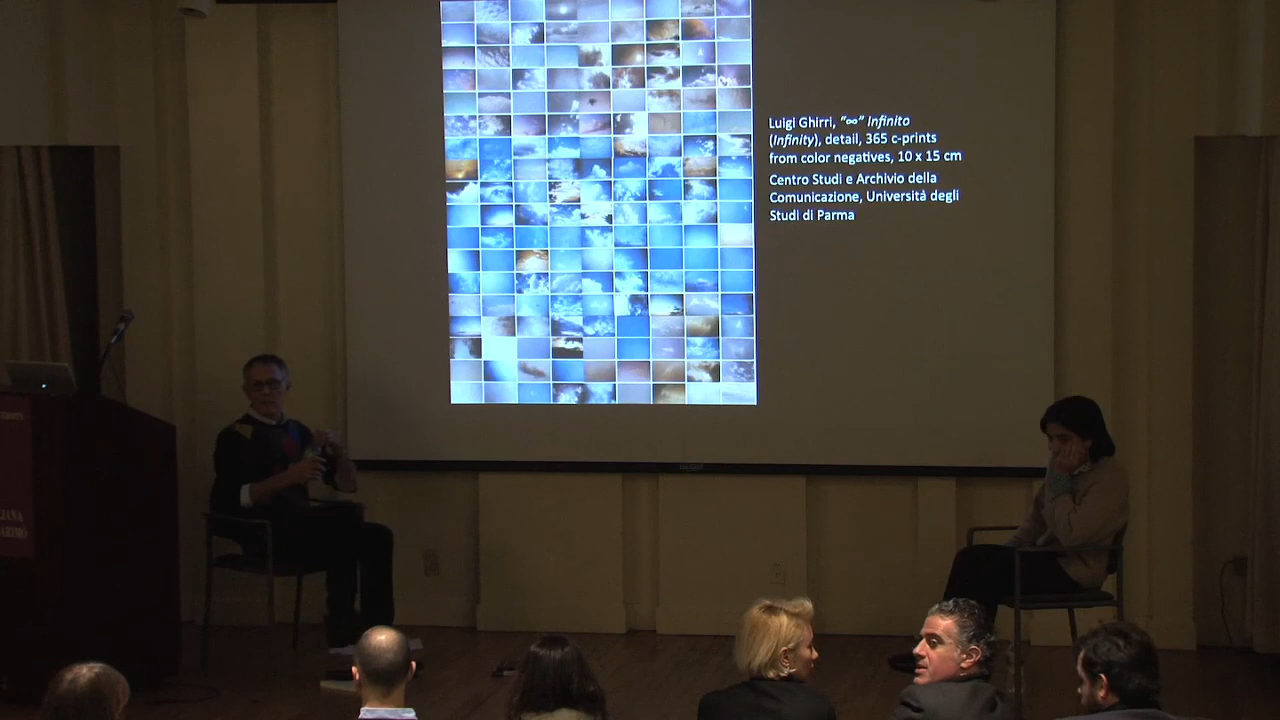 Luigi Ghirri, "∞" Infinito
(Infinity), detail, 365 c-prints
from color negatives, 10 x 15 cm
Centro Studi e Archivio della
Comunicazione, Università degli
Studi di Parma